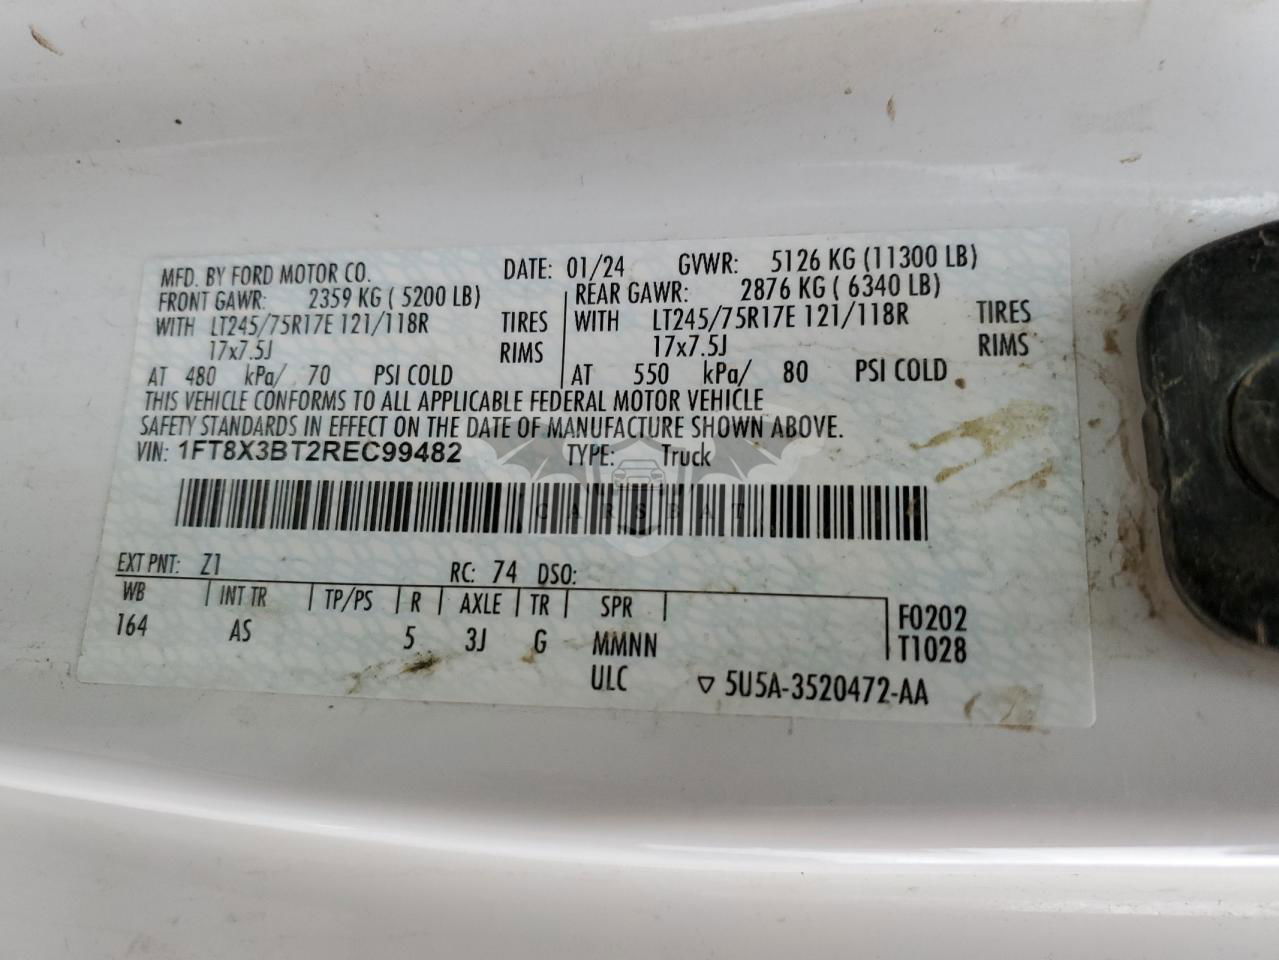 MFD. BY FORD MOTOR CO. DATE: 01/24 GVWR: 5126 KG (11300 LB)
FRONT GAWR: 2359 KG ( 5200 LB) REAR GAWR: 2876 KG ( 6340 LB)
WITH LT245/75R17E 121/118R TIRES WITH LT245/75R17E 121/118R TIRES
17x7.5J RIMS 17x7.5J RIMS
AT 480 kPa/ 70 PSI COLD AT 550 kPa/ 80 PSI COLD
THIS VEHICLE CONFORMS TO ALL APPLICABLE FEDERAL MOTOR VEHICLE
SAFETY STANDARDS IN EFFECT ON THE DATE OF MANUFACTURE SHOWN ABOVE.
VIN: 1FT8X3BT2REC99482 TYPE: Truck
CARSBAT
EXT PNT: Z1 RC: 74 DSO:
WB INT TR TP/PS R AXLE TR SPR F0202
164 AS 5 3J G MMNN T1028
ULC ▽ 5U5A-3520472-AA